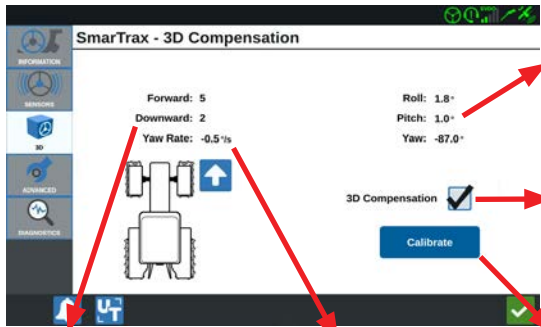 SmarTrax - 3D Compensation
INFORMATION
SENSORS
3D
ADVANCED
DIAGNOSTICS
Forward: 5
Downward: 2
Yaw Rate: -0.5°/s
Roll: 1.8°
Pitch: 1.0°
Yaw: -87.0°
3D Compensation
Calibrate
UT